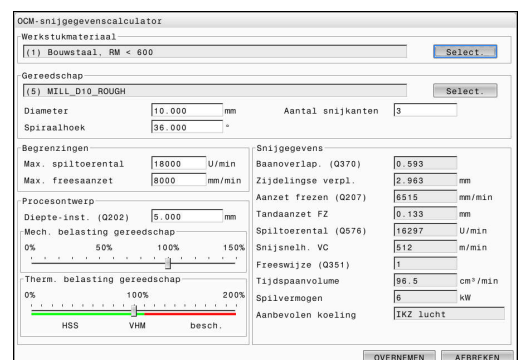 OCM-snijgegevenscalculator
Werkstukmateriaal
(1) Bouwstaal, RM < 600 Select.
Gereedschap
(5) MILL_D10_ROUGH Select.
Diameter 10.000 mm Aantal snijkanten 3
Spiraalhoek 36.000 °
Begrenzingen
Max. spiltoerental 18000 U/min
Max. freesaanzet 8000 mm/min
Procesontwerp
Diepte-inst. (Q202) 5.000 mm
Mech. belasting gereedschap
0% 50% 100% 150%
Therm. belasting gereedschap
0% 100% 200%
HSS VHM besch.
Snijgegevens
Baanoverlap. (Q370) 0.593
Zijdelingse verpl. 2.963 mm
Aanzet frezen (Q207) 6515 mm/min
Tandaanzet FZ 0.133 mm
Spiltoerental (Q576) 16297 U/min
Snijsnelh. VC 512 m/min
Freeswijze (Q351) 1
Tijdspaanvolume 96.5 cm³/min
Spilvermogen 6 kW
Aanbevolen koeling IKZ lucht
OVERNEMEN AFBREKEN